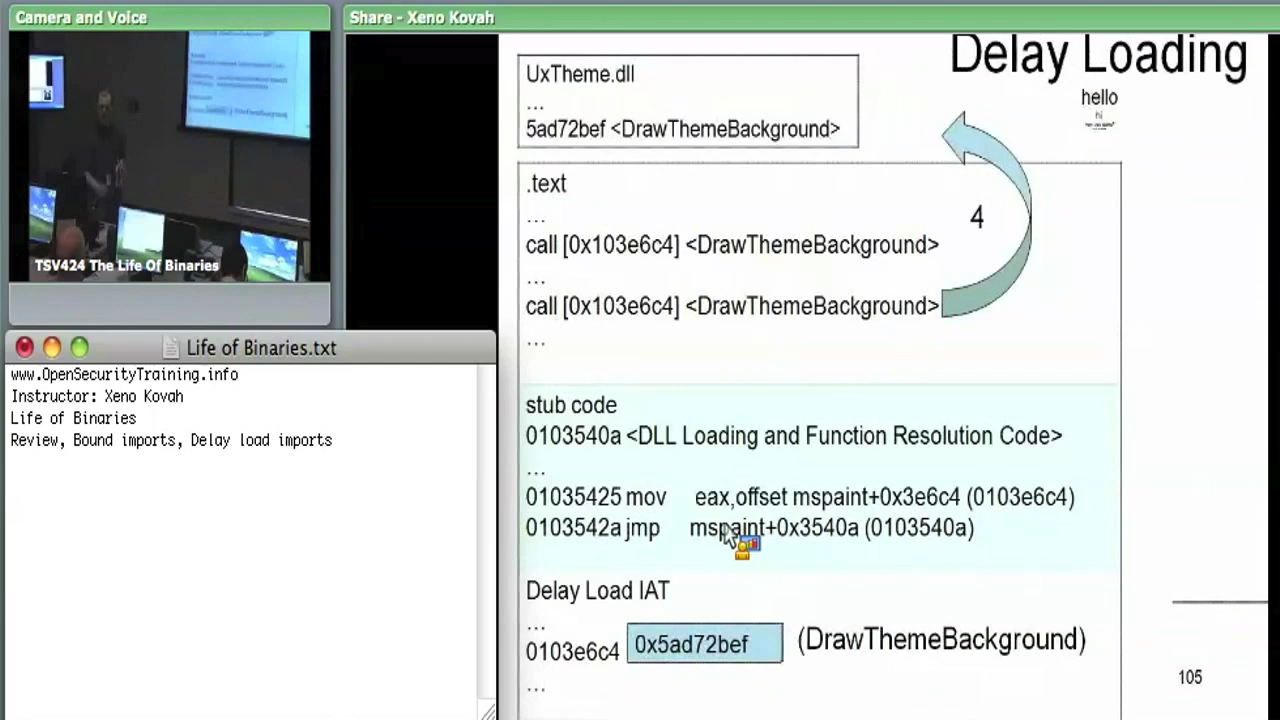 Camera and Voice
TSV424 The Life Of Binaries
Life of Binaries.txt
www.OpenSecurityTraining.info
Instructor: Xeno Kovah
Life of Binaries
Review, Bound imports, Delay load imports
Share - Xeno Kovah
Delay Loading
hello
hi
UxTheme.dll
...
5ad72bef <DrawThemeBackground>
.text
...
call [0x103e6c4] <DrawThemeBackground>
...
call [0x103e6c4] <DrawThemeBackground>
...
4
stub code
0103540a <DLL Loading and Function Resolution Code>
...
01035425 mov eax,offset mspaint+0x3e6c4 (0103e6c4)
0103542a jmp mspaint+0x3540a (0103540a)
Delay Load IAT
...
0103e6c4 0x5ad72bef (DrawThemeBackground)
...
105